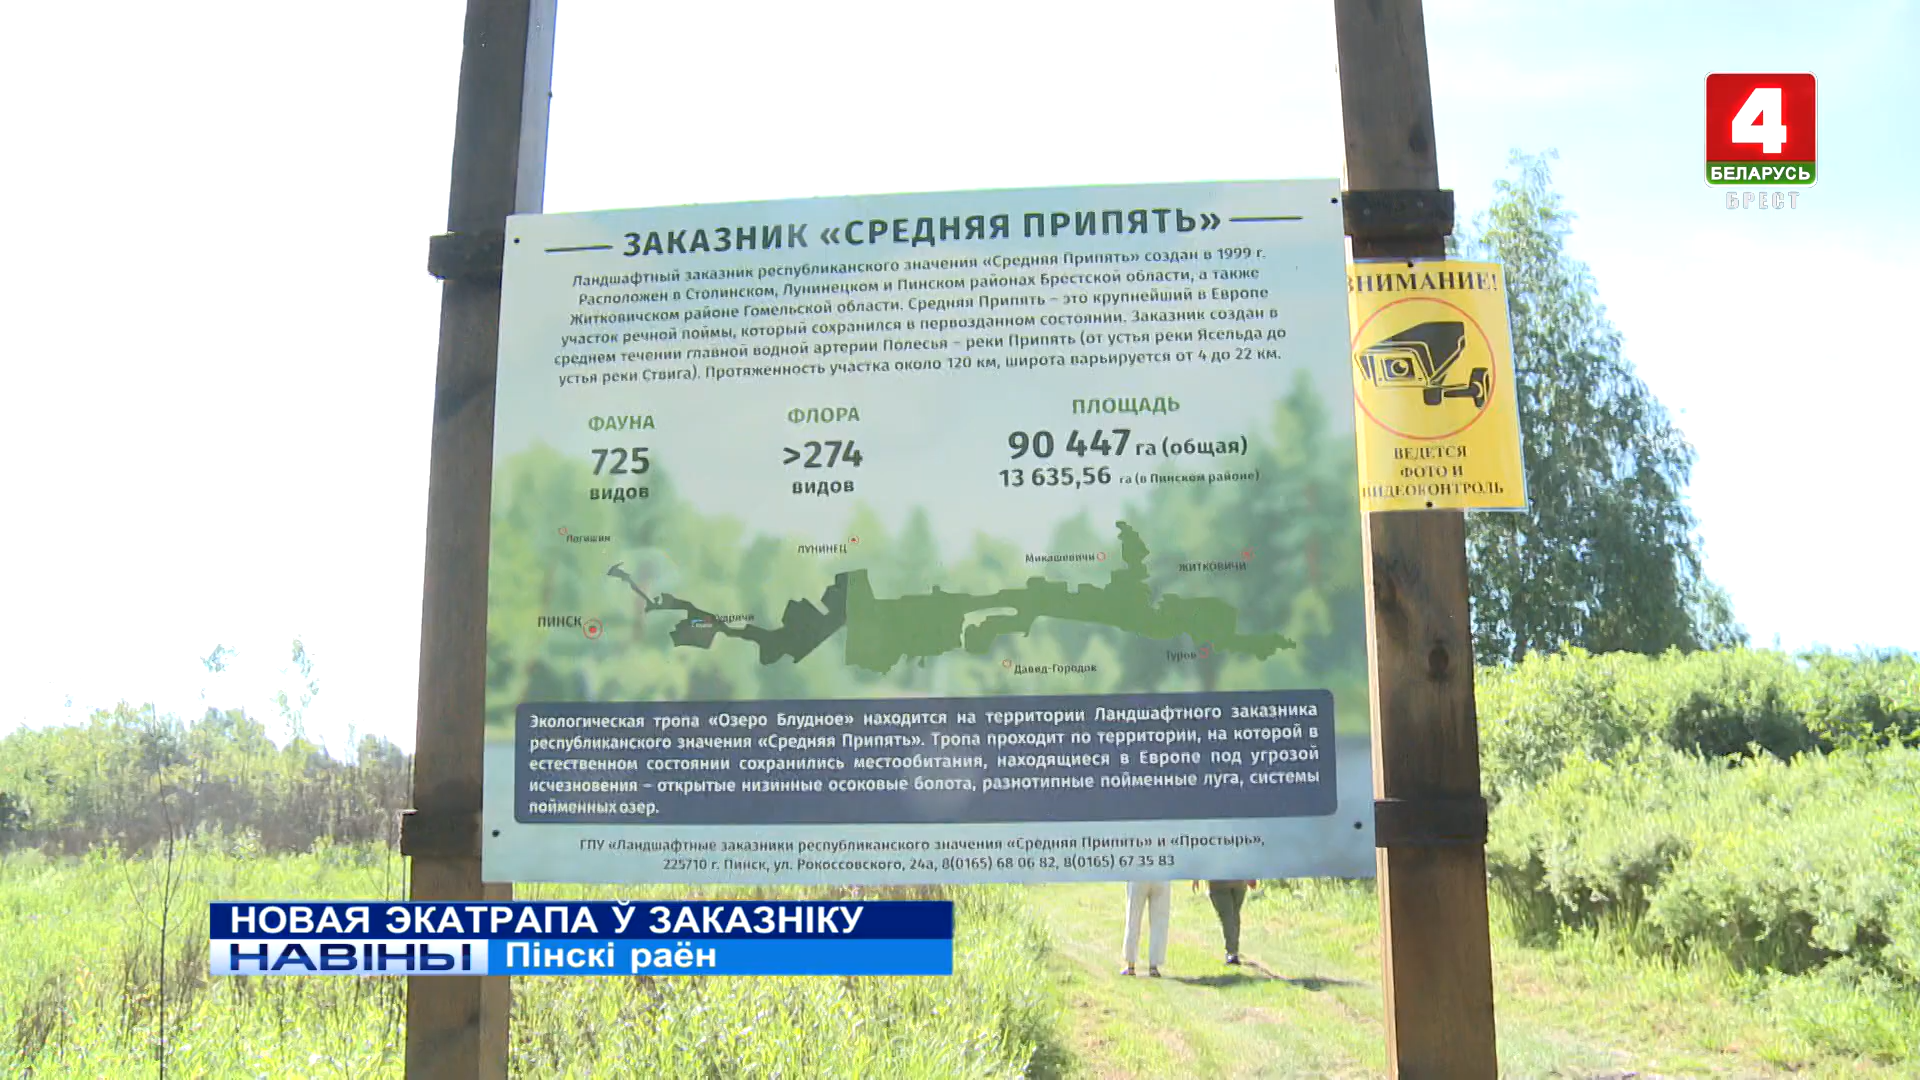 ЗАКАЗНИК «СРЕДНЯЯ ПРИПЯТЬ»
Ландшафтный заказник республиканского значения «Средняя Припять» создан в 1999 г.
Расположен в Столинском, Лунинецком и Пинском районах Брестской области, а также
Житковичском районе Гомельской области. Средняя Припять – это крупнейший в Европе
участок речной поймы, который сохранился в первозданном состоянии. Заказник создан в
среднем течении главной водной артерии Полесья – реки Припять (от устья реки Ясельда до
устья реки Ствига). Протяженность участка около 120 км, широта варьируется от 4 до 22 км.
ФАУНА
725
видов
ФЛОРА
>274
видов
ПЛОЩАДЬ
90 447 га (общая)
13 635,56 га (в Пинском районе)
Логишин
ЛУНИНЕЦ
Микашевичи
ЖИТКОВИЧИ
ПИНСК
Кудричи
Давид-Городок
Туров
Экологическая тропа «Озеро Блудное» находится на территории Ландшафтного заказника
республиканского значения «Средняя Припять». Тропа проходит по территории, на которой в
естественном состоянии сохранились местообитания, находящиеся в Европе под угрозой
исчезновения – открытые низинные осоковые болота, разнотипные пойменные луга, системы
пойменных озер.
ГПУ «Ландшафтные заказники республиканского значения «Средняя Припять» и «Простырь»,
225710 г. Пинск, ул. Рокоссовского, 24а, 8(0165) 68 06 82, 8(0165) 67 35 83
ВНИМАНИЕ!
ВЕДЕТСЯ
ФОТО И
ВИДЕОКОНТРОЛЬ
4
БЕЛАРУСЬ
БРЕСТ
НОВАЯ ЭКАТРАПА Ў ЗАКАЗНІКУ
НАВІНЫ
Пінскі раён